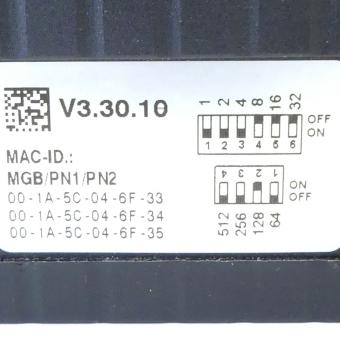 V3.30.10
MAC-ID.:
MGB/PN1/PN2
00-1A-5C-04-6F-33
00-1A-5C-04-6F-34
00-1A-5C-04-6F-35
1 2 4 8 16 32
OFF
ON
1 2 3 4 5 6
4 3 2 1
ON
OFF
512 256 128 64